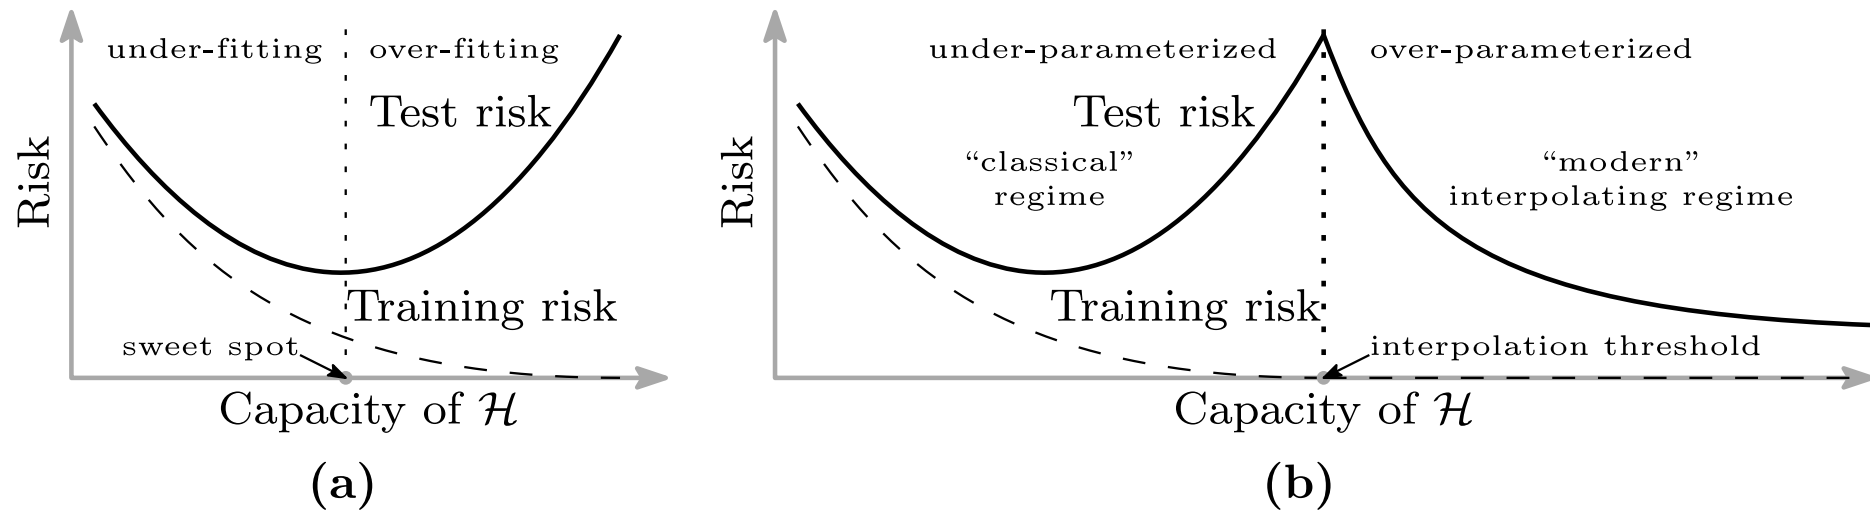 under-fitting
over-fitting
Test risk
Risk
Training risk
sweet spot
Capacity of ℋ
(a)
under-parameterized
over-parameterized
Test risk
“classical”
regime
“modern”
interpolating regime
Risk
Training risk
interpolation threshold
Capacity of ℋ
(b)